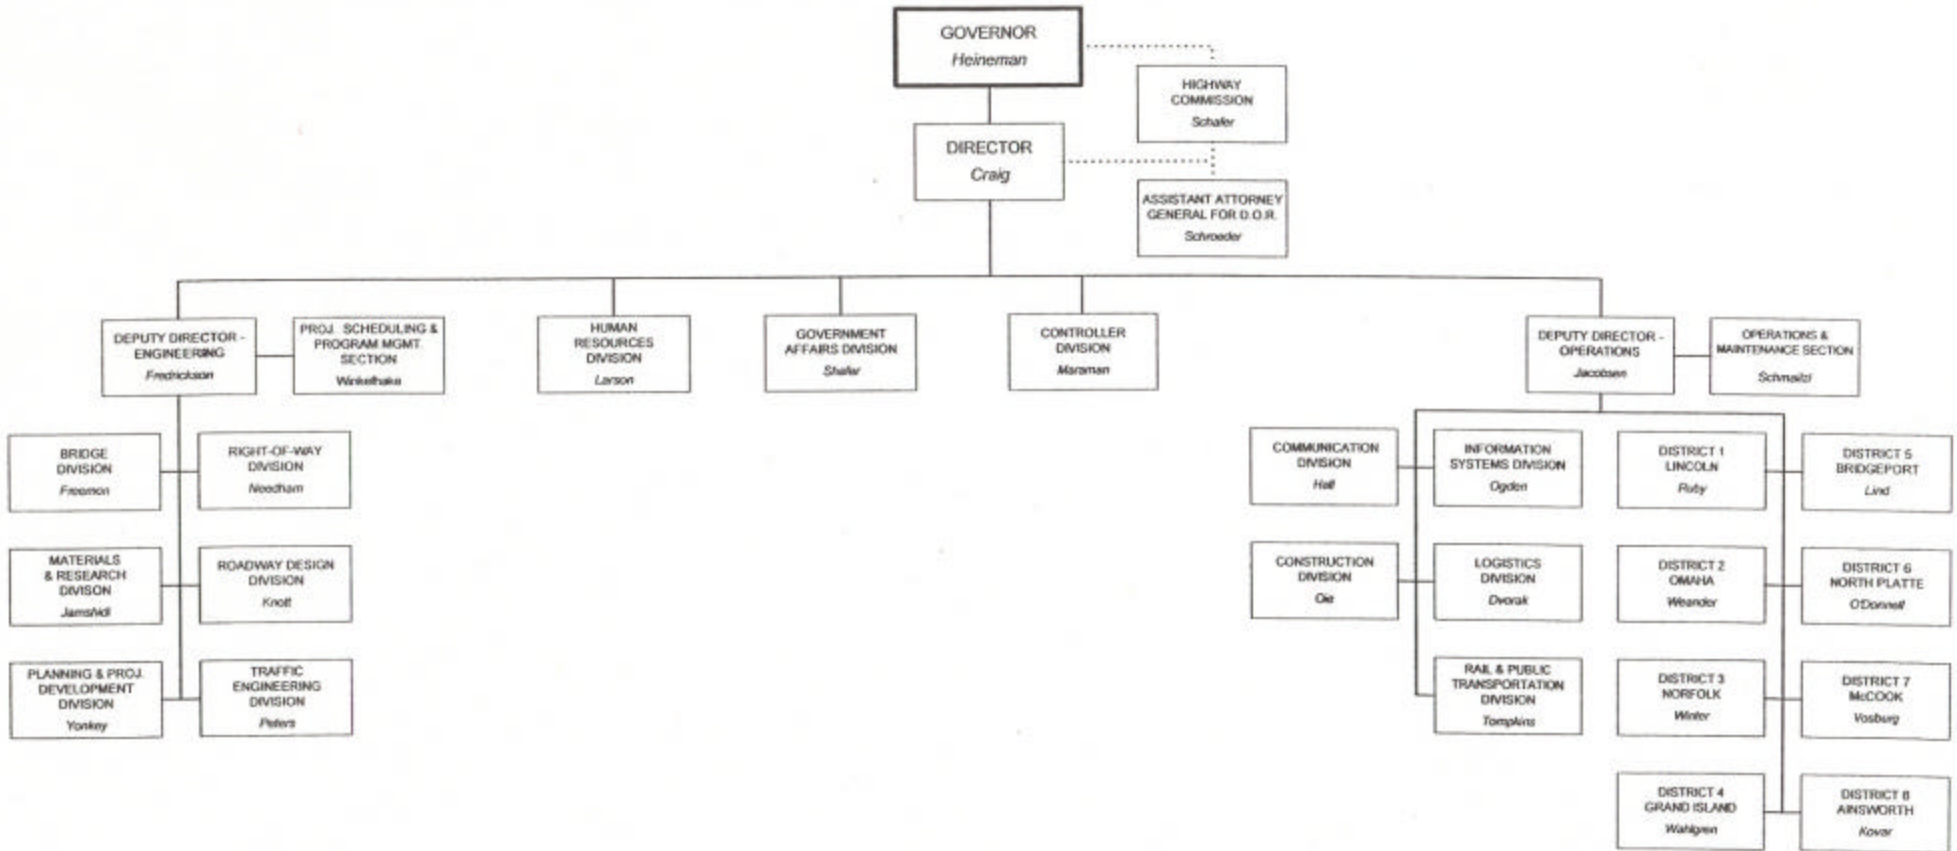 GOVERNOR
Heineman
HIGHWAY
COMMISSION
Schafer
DIRECTOR
Craig
ASSISTANT ATTORNEY
GENERAL FOR D.O.R.
Schroeder
DEPUTY DIRECTOR -
ENGINEERING
Fredrickson
PROJ. SCHEDULING &
PROGRAM MGMT.
SECTION
Winkelhake
HUMAN
RESOURCES
DIVISION
Larson
GOVERNMENT
AFFAIRS DIVISION
Shafer
CONTROLLER
DIVISION
Maraman
DEPUTY DIRECTOR -
OPERATIONS
Jacobsen
OPERATIONS &
MAINTENANCE SECTION
Schmailzl
BRIDGE
DIVISION
Freemon
RIGHT-OF-WAY
DIVISION
Needham
MATERIALS
& RESEARCH
DIVISON
Jamshidi
ROADWAY DESIGN
DIVISION
Knott
PLANNING & PROJ.
DEVELOPMENT
DIVISION
Yonkey
TRAFFIC
ENGINEERING
DIVISION
Peters
COMMUNICATION
DIVISION
Hall
INFORMATION
SYSTEMS DIVISION
Ogden
CONSTRUCTION
DIVISION
Oie
LOGISTICS
DIVISION
Dvorak
RAIL & PUBLIC
TRANSPORTATION
DIVISION
Tompkins
DISTRICT 1
LINCOLN
Ruby
DISTRICT 5
BRIDGEPORT
Lind
DISTRICT 2
OMAHA
Weander
DISTRICT 6
NORTH PLATTE
O'Donnell
DISTRICT 3
NORFOLK
Winter
DISTRICT 7
McCOOK
Vosburg
DISTRICT 4
GRAND ISLAND
Wahlgren
DISTRICT 8
AINSWORTH
Kovar